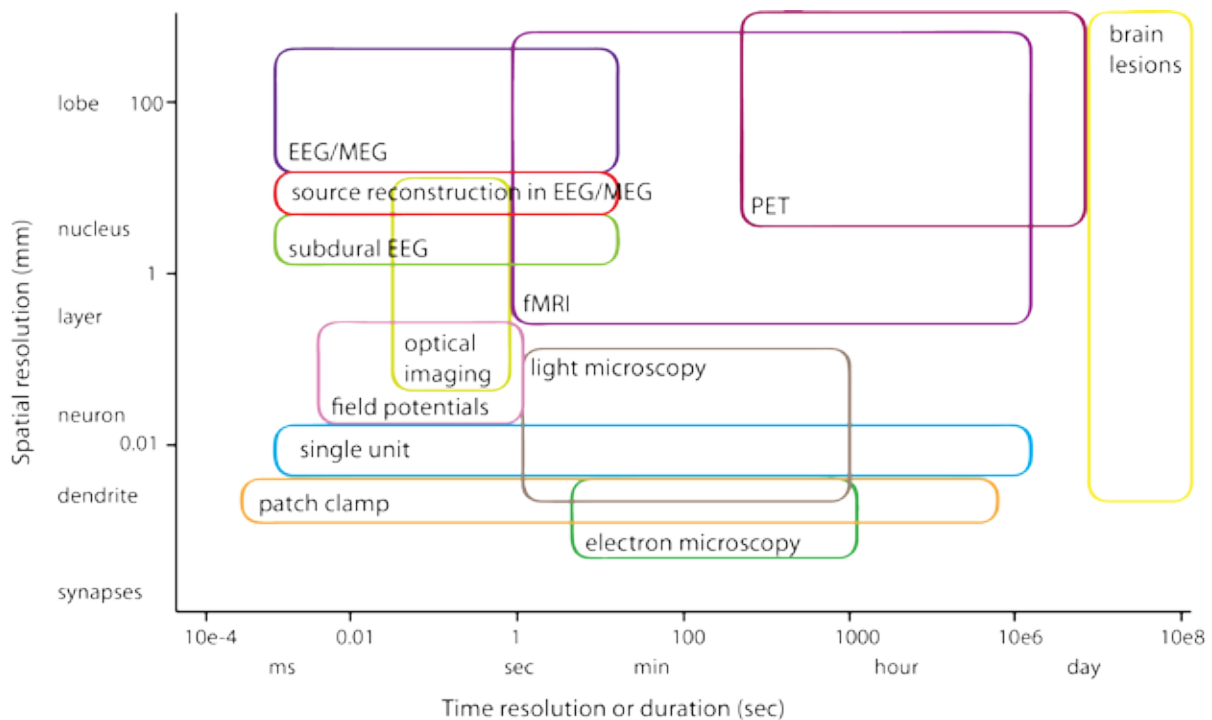 brain
lesions
lobe 100
EEG/MEG
source reconstruction in EEG/MEG
PET
nucleus
subdural EEG
1
fMRI
layer
optical
imaging
light microscopy
field potentials
neuron
0.01
single unit
dendrite
patch clamp
electron microscopy
synapses
Spatial resolution (mm)
10e-4 0.01 1 100 1000 10e6 10e8
ms sec min hour day
Time resolution or duration (sec)